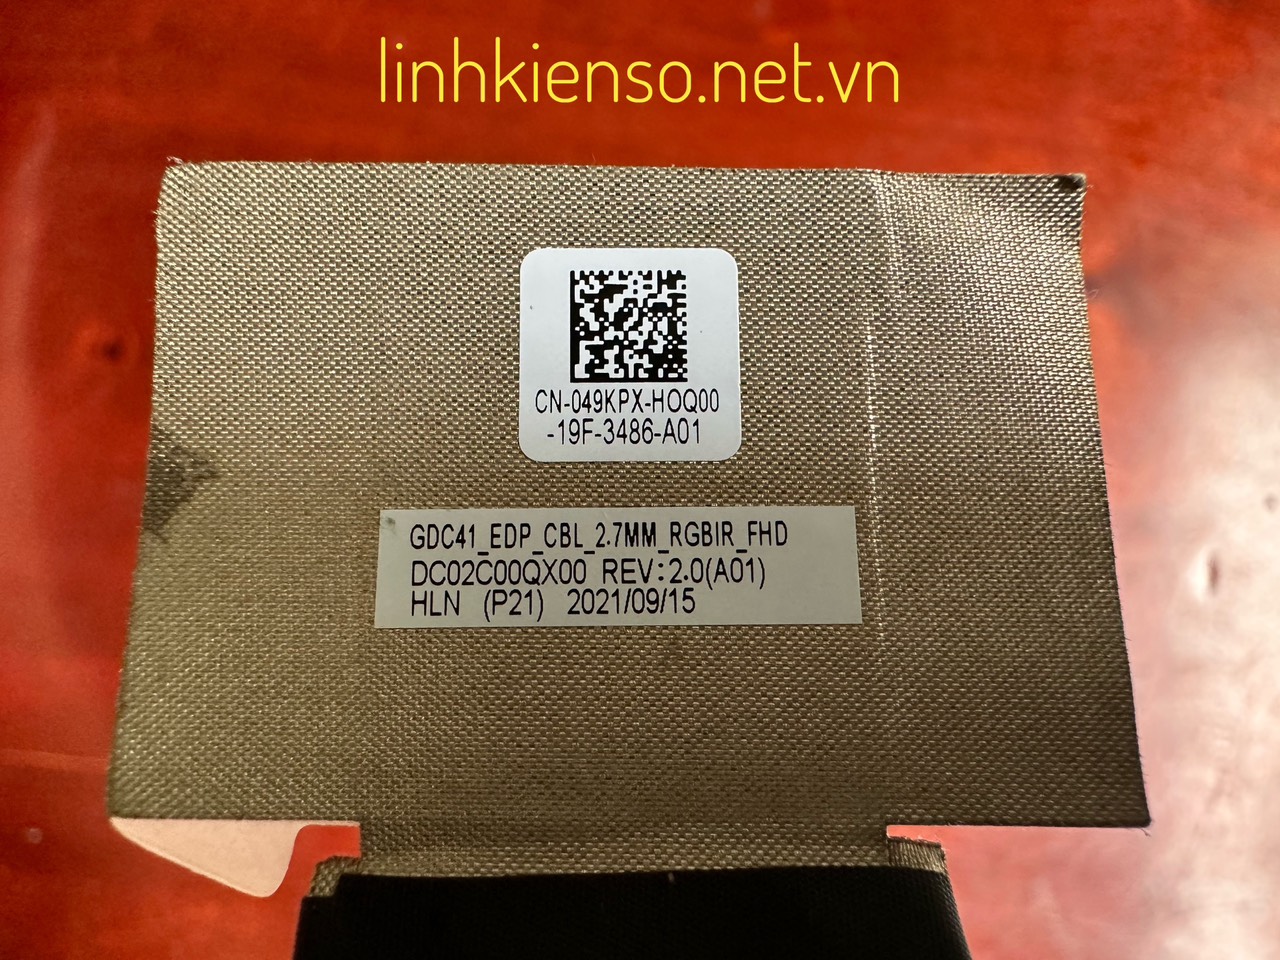 linhkienso.net.vn
CN-049KPX-HOQ00
-19F-3486-A01
GDC41_EDP_CBL_2.7MM_RGBIR_FHD
DC02C00QX00 REV:2.0(A01)
HLN (P21) 2021/09/15